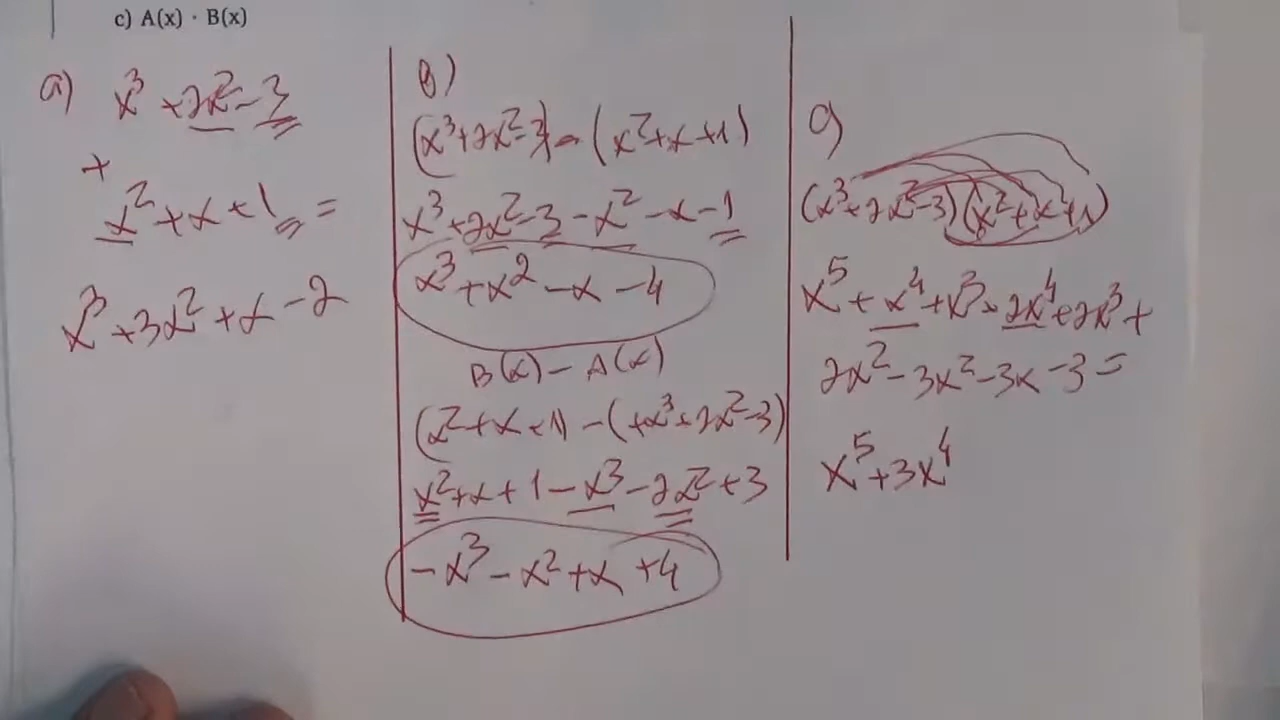 c) A(x) · B(x)
a) x³ + 2x² - 3
+
x² + x + 1 =
x³ + 3x² + x - 2
B)
(x³ + 2x² - 3) - (x² + x + 1)
x³ + 2x² - 3 - x² - x - 1
x³ + x² - x - 4
B(x) - A(x)
(x² + x + 1) - (+x³ + 2x² - 3)
x² + x + 1 - x³ - 2x² + 3
- x³ - x² + x + 4
(x³ + 2x² - 3)(x² + x + 1)
x⁵ + x⁴ + x³ + 2x⁴ + 2x³ +
2x² - 3x² - 3x - 3 =
x⁵ + 3x⁴